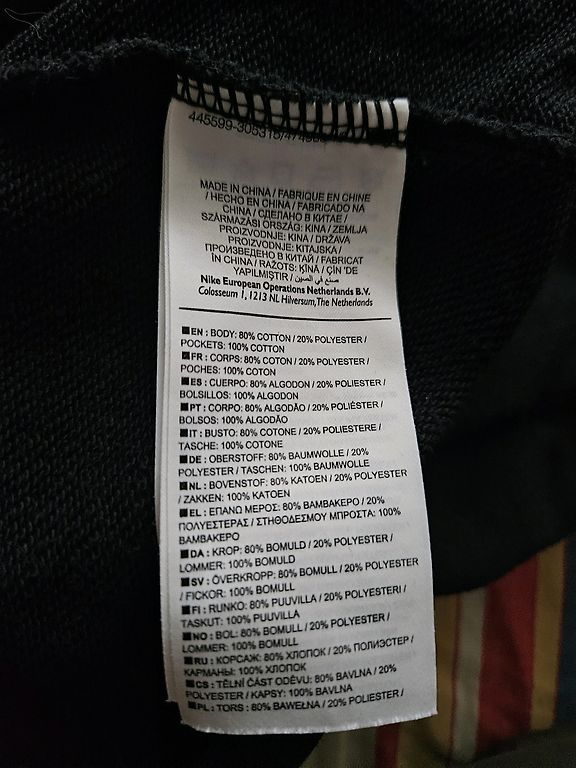 445599-305315/474
MADE IN CHINA / FABRIQUE EN CHINE
/ HECHO EN CHINA / FABRICADO NA
CHINA / СДЕЛАНО В КИТАЕ /
SZÁRMAZÁSI ORSZÁG: KINA / ZEMLJA
PROIZVODNJE: KINA / DRŽAVA
PROIZVODNJE: KITAJSKA /
ПРОИЗВЕДЕНО В КИТАЙ / FABRICAT
ÎN CHINA / RAŽOTS: ĶĪNĀ / ÇİN 'DE
YAPILMIŞTIR / صنع في الصين
Nike European Operations Netherlands B.V.
Colosseum 1, 1213 NL Hilversum, The Netherlands
■ EN : BODY: 80% COTTON / 20% POLYESTER /
POCKETS: 100% COTTON
■ FR : CORPS: 80% COTON / 20% POLYESTER /
POCHES: 100% COTON
■ ES : CUERPO: 80% ALGODON / 20% POLIESTER /
BOLSILLOS: 100% ALGODON
■ PT : CORPO: 80% ALGODÃO / 20% POLIÉSTER /
BOLSOS: 100% ALGODÃO
■ IT : BUSTO: 80% COTONE / 20% POLIESTERE /
TASCHE: 100% COTONE
■ DE : OBERSTOFF: 80% BAUMWOLLE / 20%
POLYESTER / TASCHEN: 100% BAUMWOLLE
■ NL : BOVENSTOF: 80% KATOEN / 20% POLYESTER
/ ZAKKEN: 100% KATOEN
■ EL : ΕΠΑΝΩ ΜΕΡΟΣ: 80% ΒΑΜΒΑΚΕΡΟ / 20%
ΠΟΛΥΕΣΤΕΡΑΣ / ΣΤΗΘΟΔΕΣΜΟΥ ΜΠΡΟΣΤΑ: 100%
ΒΑΜΒΑΚΕΡΟ
■ DA : KROP: 80% BOMULD / 20% POLYESTER /
LOMMER: 100% BOMULD
■ SV : ÖVERKROPP: 80% BOMULL / 20% POLYESTER
/ FICKOR: 100% BOMULL
■ FI : RUNKO: 80% PUUVILLA / 20% POLYESTERI /
TASKUT: 100% PUUVILLA
■ NO : BOL: 80% BOMULL / 20% POLYESTER /
LOMMER: 100% BOMULL
■ RU : КОРСАЖ: 80% ХЛОПОК / 20% ПОЛИЭСТЕР /
КАРМАНЫ: 100% ХЛОПОК
■ CS : TĚLNÍ ČÁST ODĚVU: 80% BAVLNA / 20%
POLYESTER / KAPSY: 100% BAVLNA
■ PL : TORS : 80% BAWEŁNA / 20% POLIESTER /